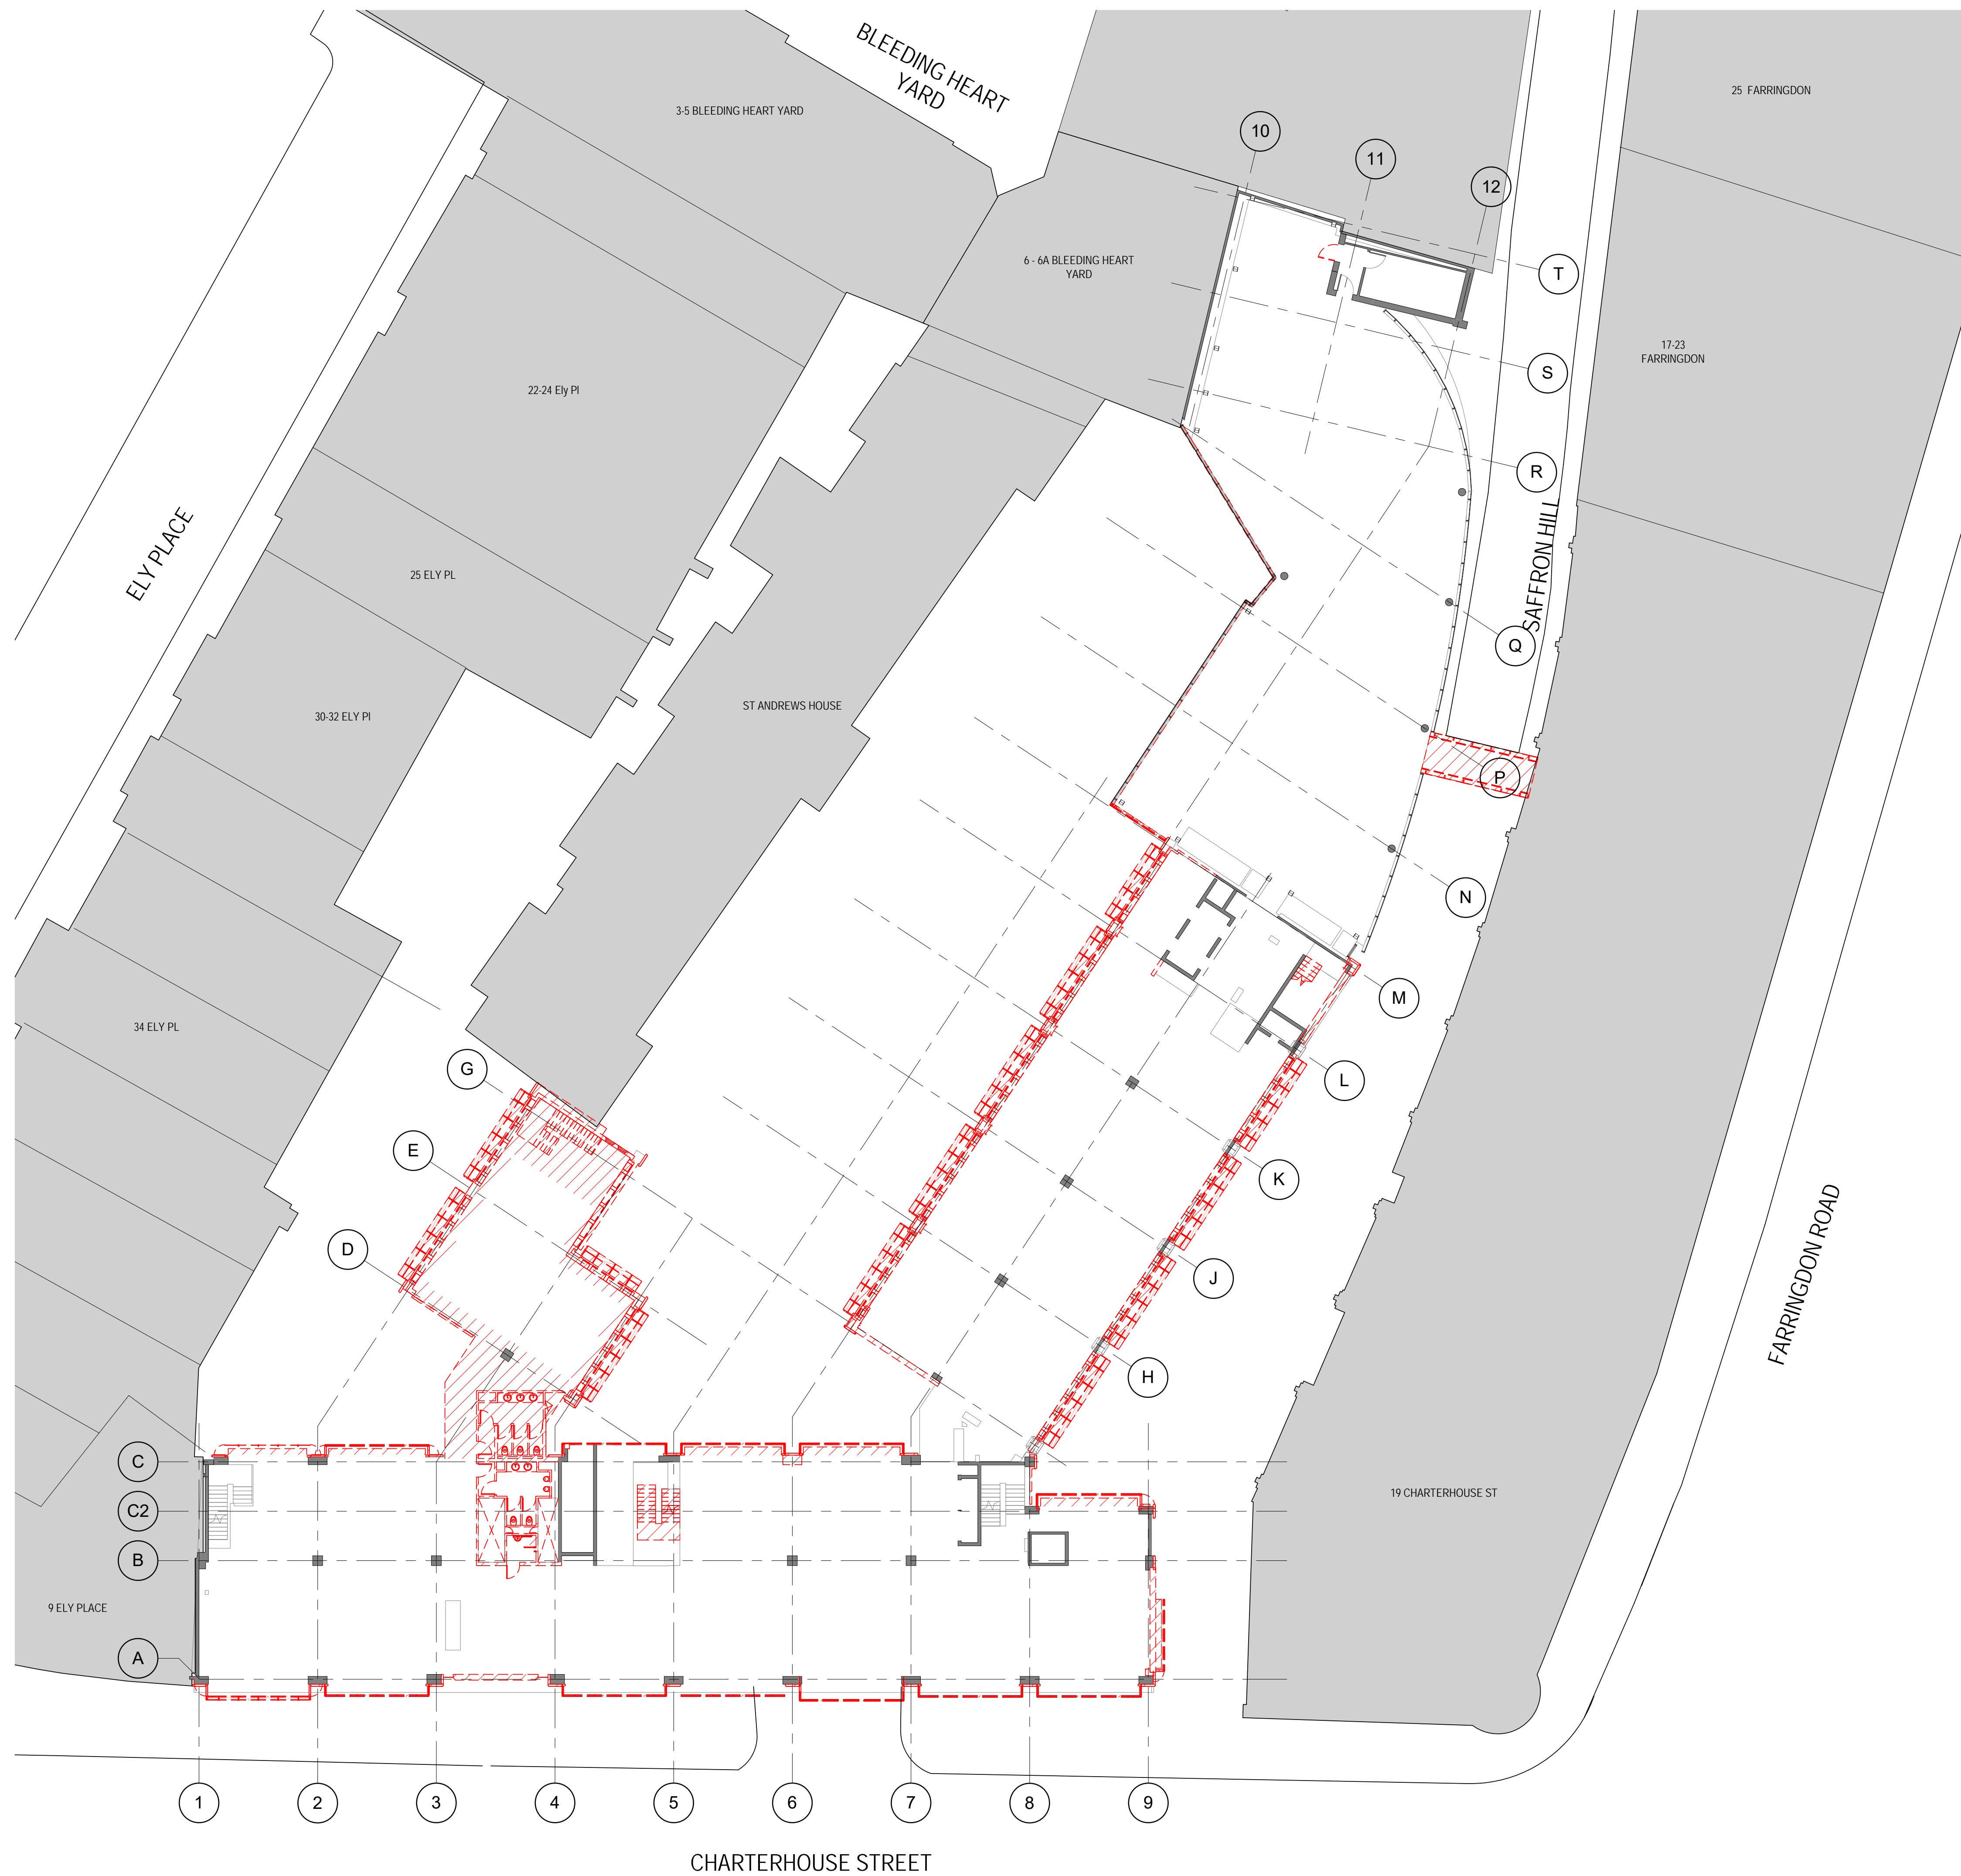 BLEEDING HEART
YARD
25 FARRINGDON
3-5 BLEEDING HEART YARD
10
11
12
6 - 6A BLEEDING HEART
YARD
T
17-23
FARRINGDON
S
22-24 Ely Pl
R
ELY PLACE
SAFFRON HILL
25 ELY PL
Q
ST ANDREWS HOUSE
30-32 ELY Pl
P
N
M
34 ELY PL
G
L
E
K
D
J
FARRINGDON ROAD
H
C
19 CHARTERHOUSE ST
C2
B
9 ELY PLACE
A
1
2
3
4
5
6
7
8
9
CHARTERHOUSE STREET